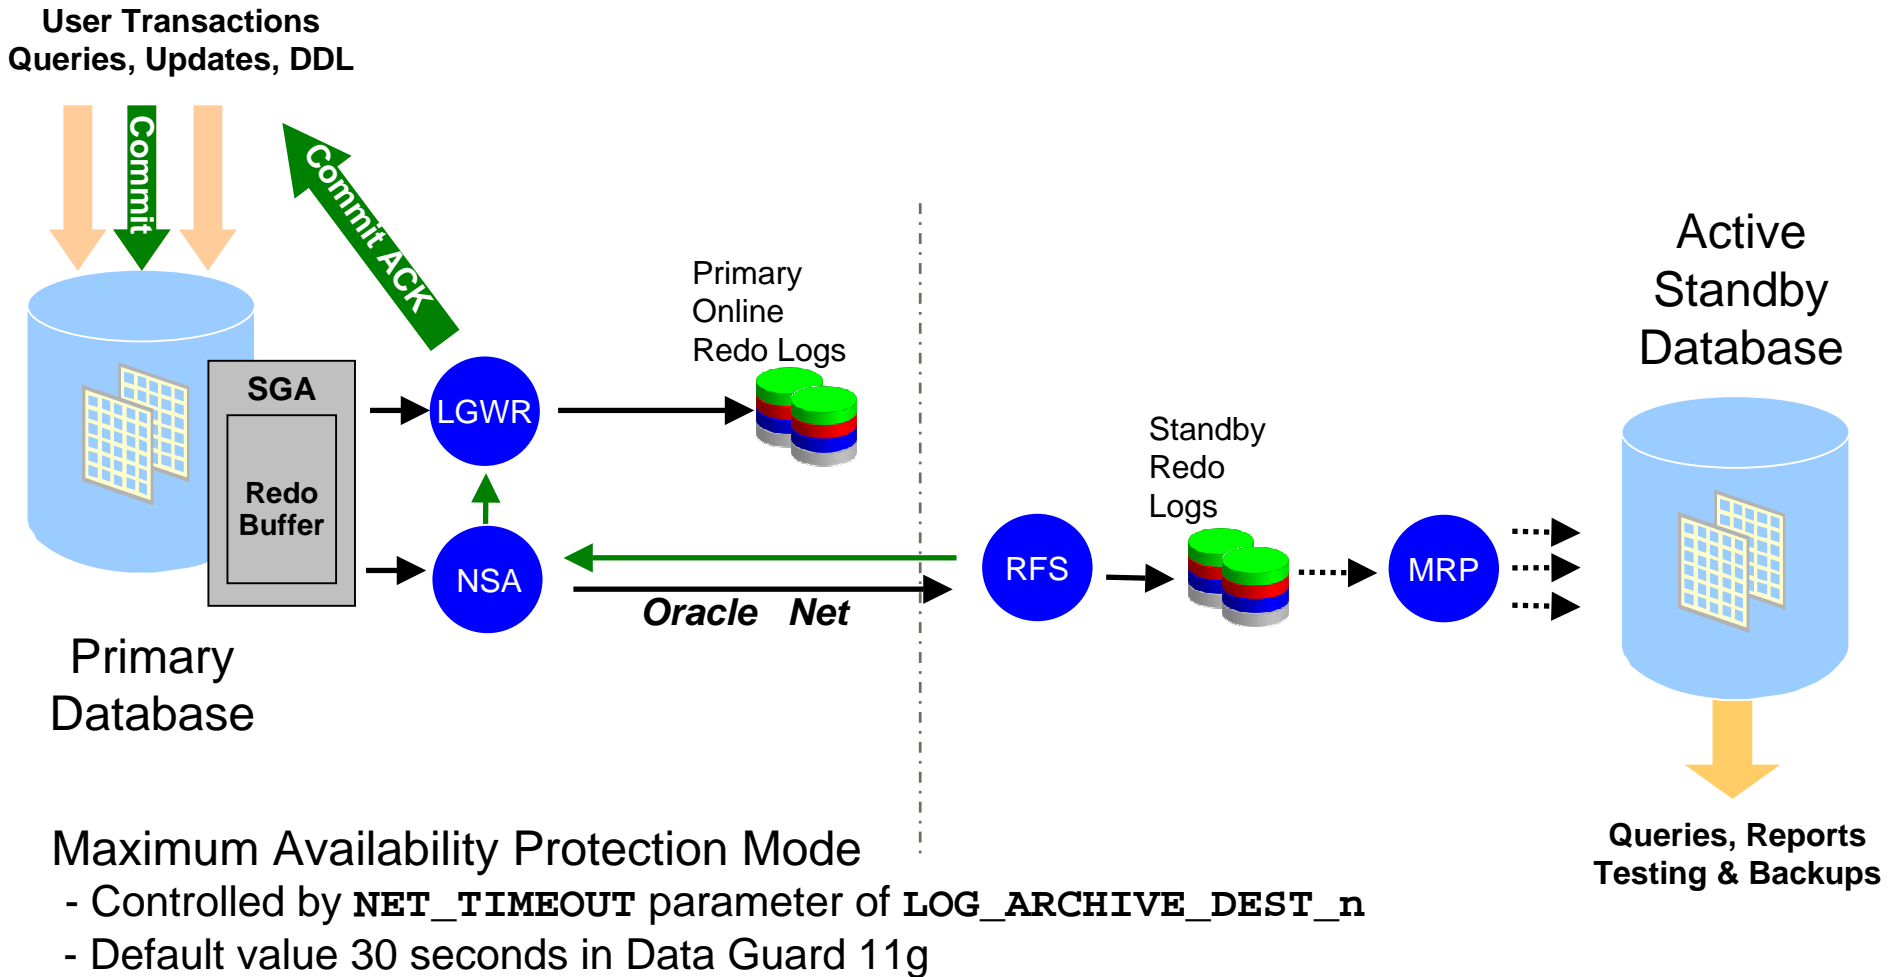 User Transactions
Queries, Updates, DDL
Commit
Commit ACK
Primary
Online
Redo Logs
Active
Standby
Database
SGA
LGWR
Redo
Buffer
Standby
Redo
Logs
NSA
RFS
MRP
Oracle Net
Primary
Database
Maximum Availability Protection Mode
- Controlled by NET_TIMEOUT parameter of LOG_ARCHIVE_DEST_n
- Default value 30 seconds in Data Guard 11g
Queries, Reports
Testing & Backups